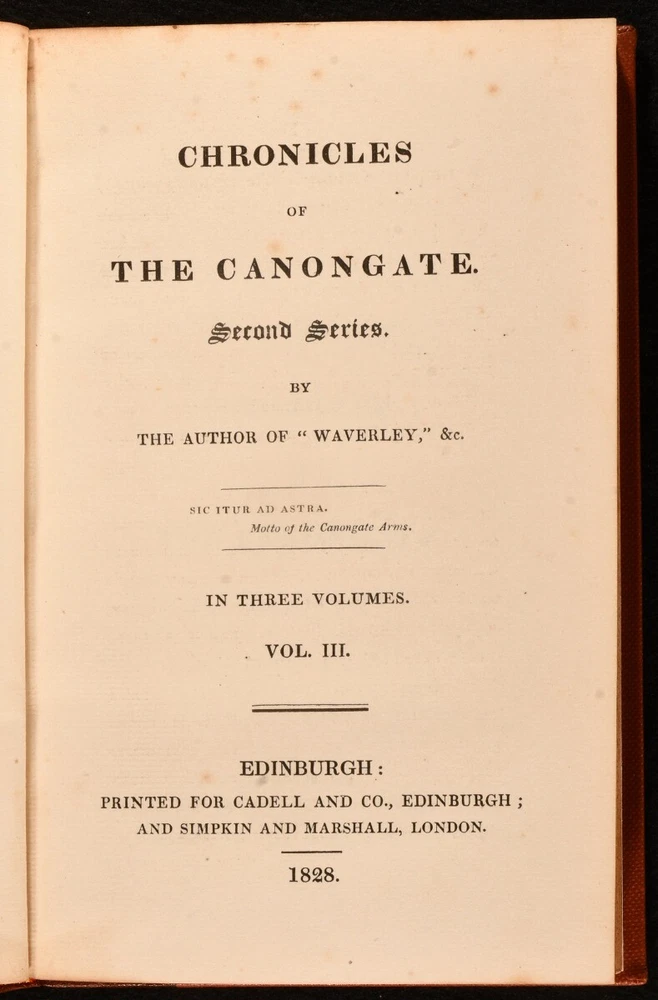 CHRONICLES
OF
THE CANONGATE.
Second Series.
BY
THE AUTHOR OF “ WAVERLEY,” &c.
SIC ITUR AD ASTRA.
Motto of the Canongate Arms.
IN THREE VOLUMES.
VOL. III.
EDINBURGH:
PRINTED FOR CADELL AND CO., EDINBURGH ;
AND SIMPKIN AND MARSHALL, LONDON.
1828.